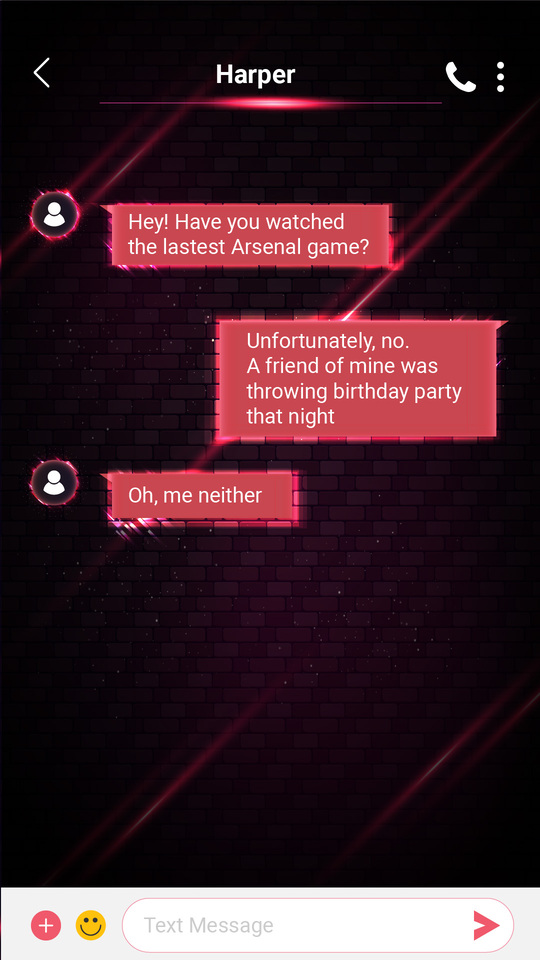 Harper
Hey! Have you watched
the lastest Arsenal game?
Unfortunately, no.
A friend of mine was
throwing birthday party
that night
Oh, me neither
Text Message